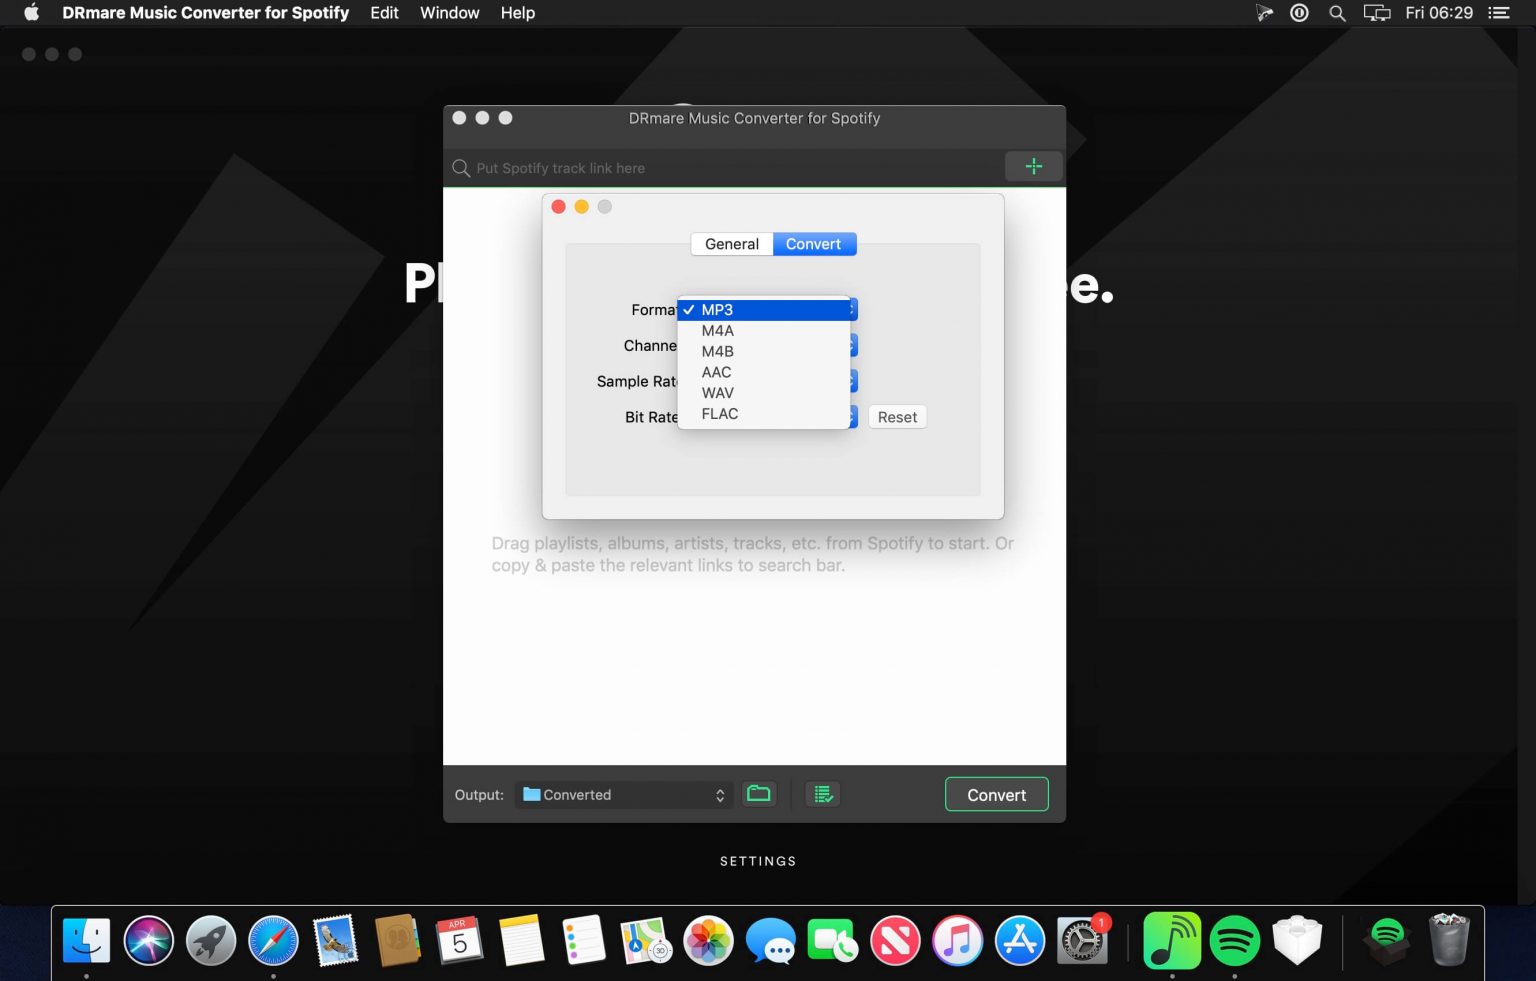 DRmare Music Converter for Spotify Edit Window Help Fri 06:29
DRmare Music Converter for Spotify
Put Spotify track link here
General Convert
Format
MP3
M4A
Channe
M4B
AAC
Sample Rat
WAV
FLAC
Bit Rate
Reset
Pl e.
Drag playlists, albums, artists, tracks, etc. from Spotify to start. Or
copy & paste the relevant links to search bar.
Output: Converted Convert
SETTINGS
APR
5
3D
1